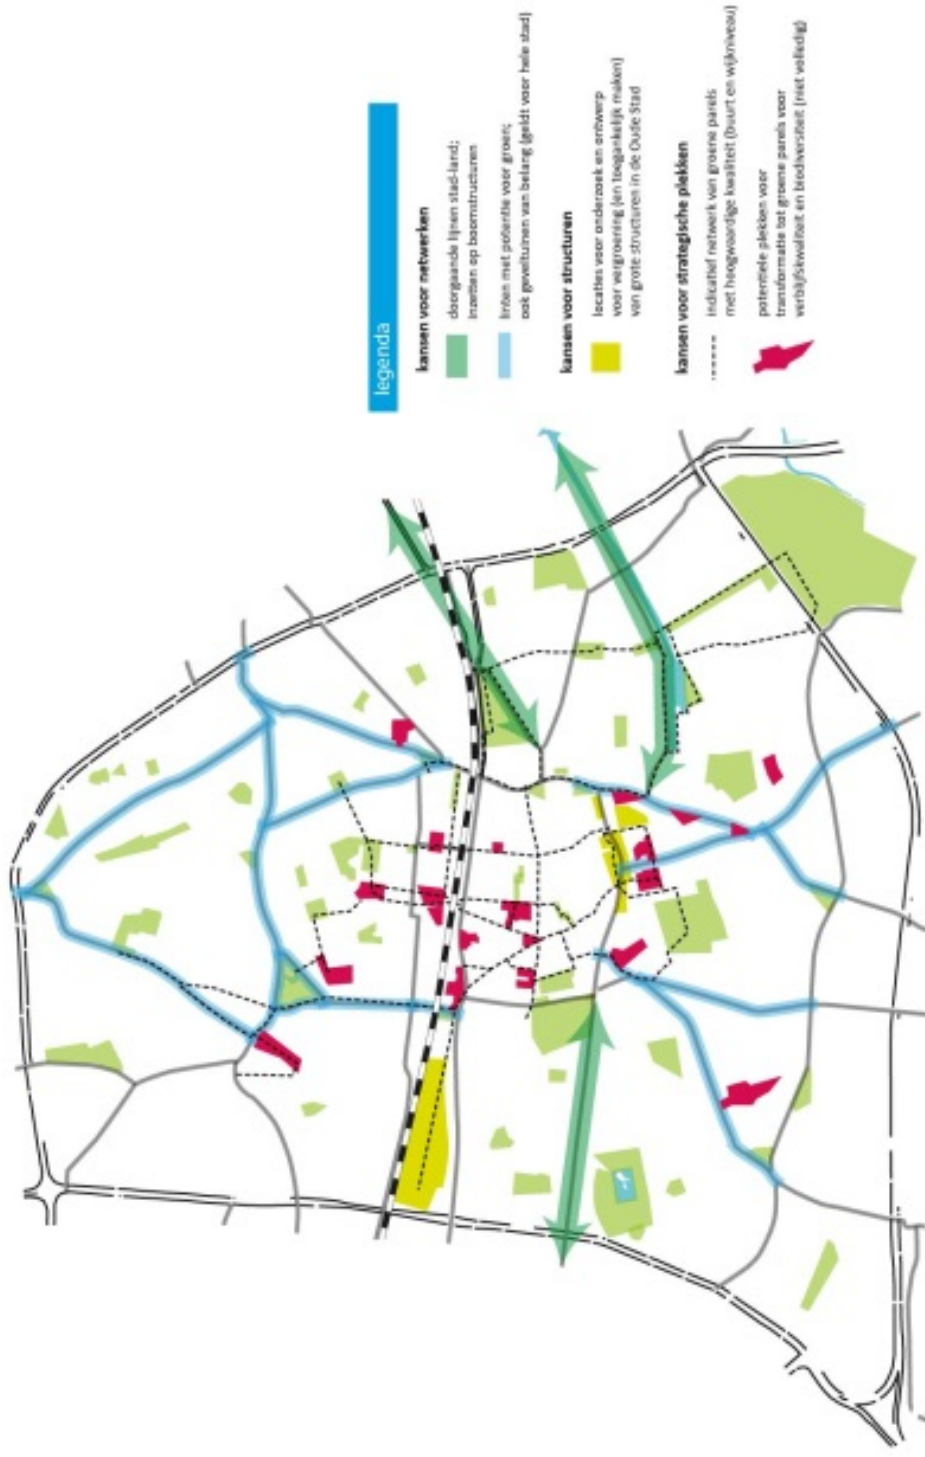 legenda
kansen voor netwerken
doorgaande lijnen stad-land;
inzetten op boomstructuren
linten met potentie voor groen;
ook geveltuinen van belang (geldt voor hele stad)
kansen voor structuren
locaties voor onderzoek en ontwerp
voor vergroening (en toegankelijk maken)
van grote structuren in de Oude Stad
kansen voor strategische plekken
indicatief netwerk van groene parels
met hoogwaardige kwaliteit (buurt en wijkniveau)
potentiele plekken voor
transformatie tot groene parels voor
verblijfskwaliteit en biodiversiteit (niet volledig)